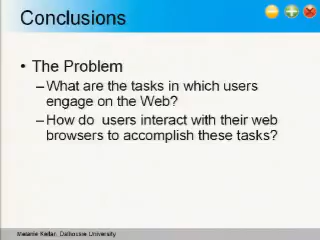 Conclusions
• The Problem
–What are the tasks in which users
engage on the Web?
–How do users interact with their web
browsers to accomplish these tasks?
Melanie Kellar, Dalhousie University